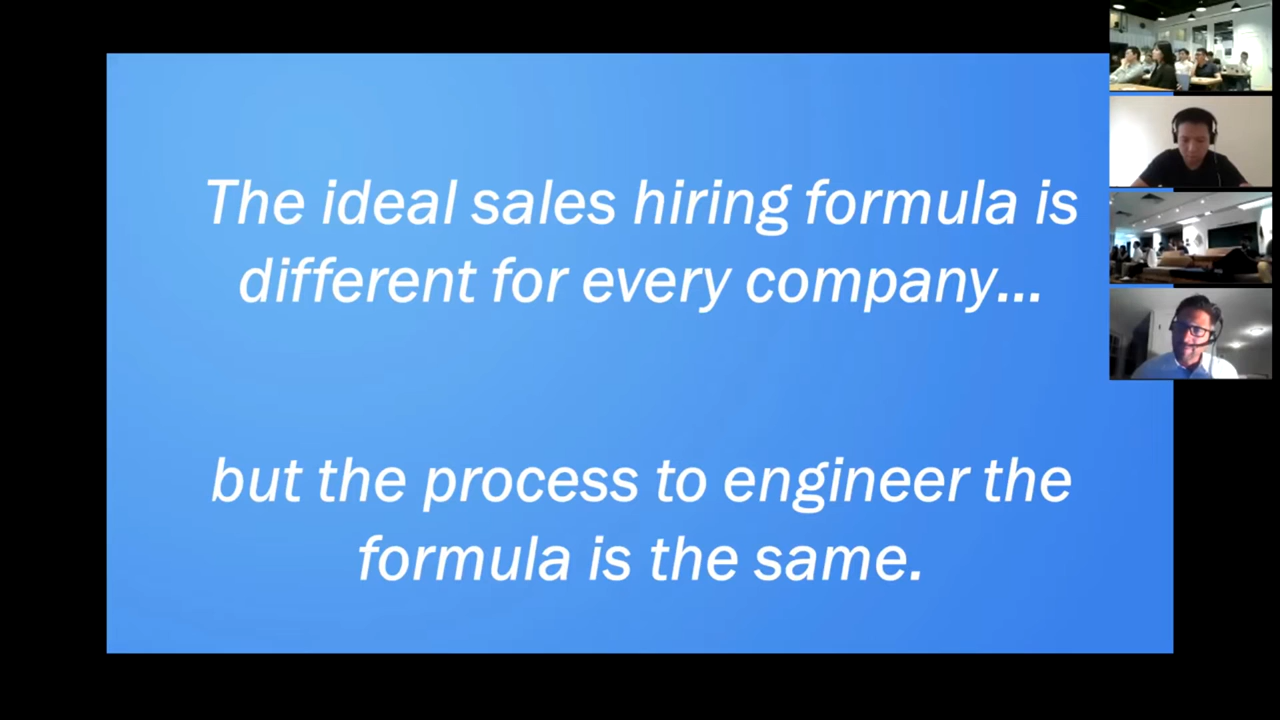 The ideal sales hiring formula is
different for every company...
but the process to engineer the
formula is the same.